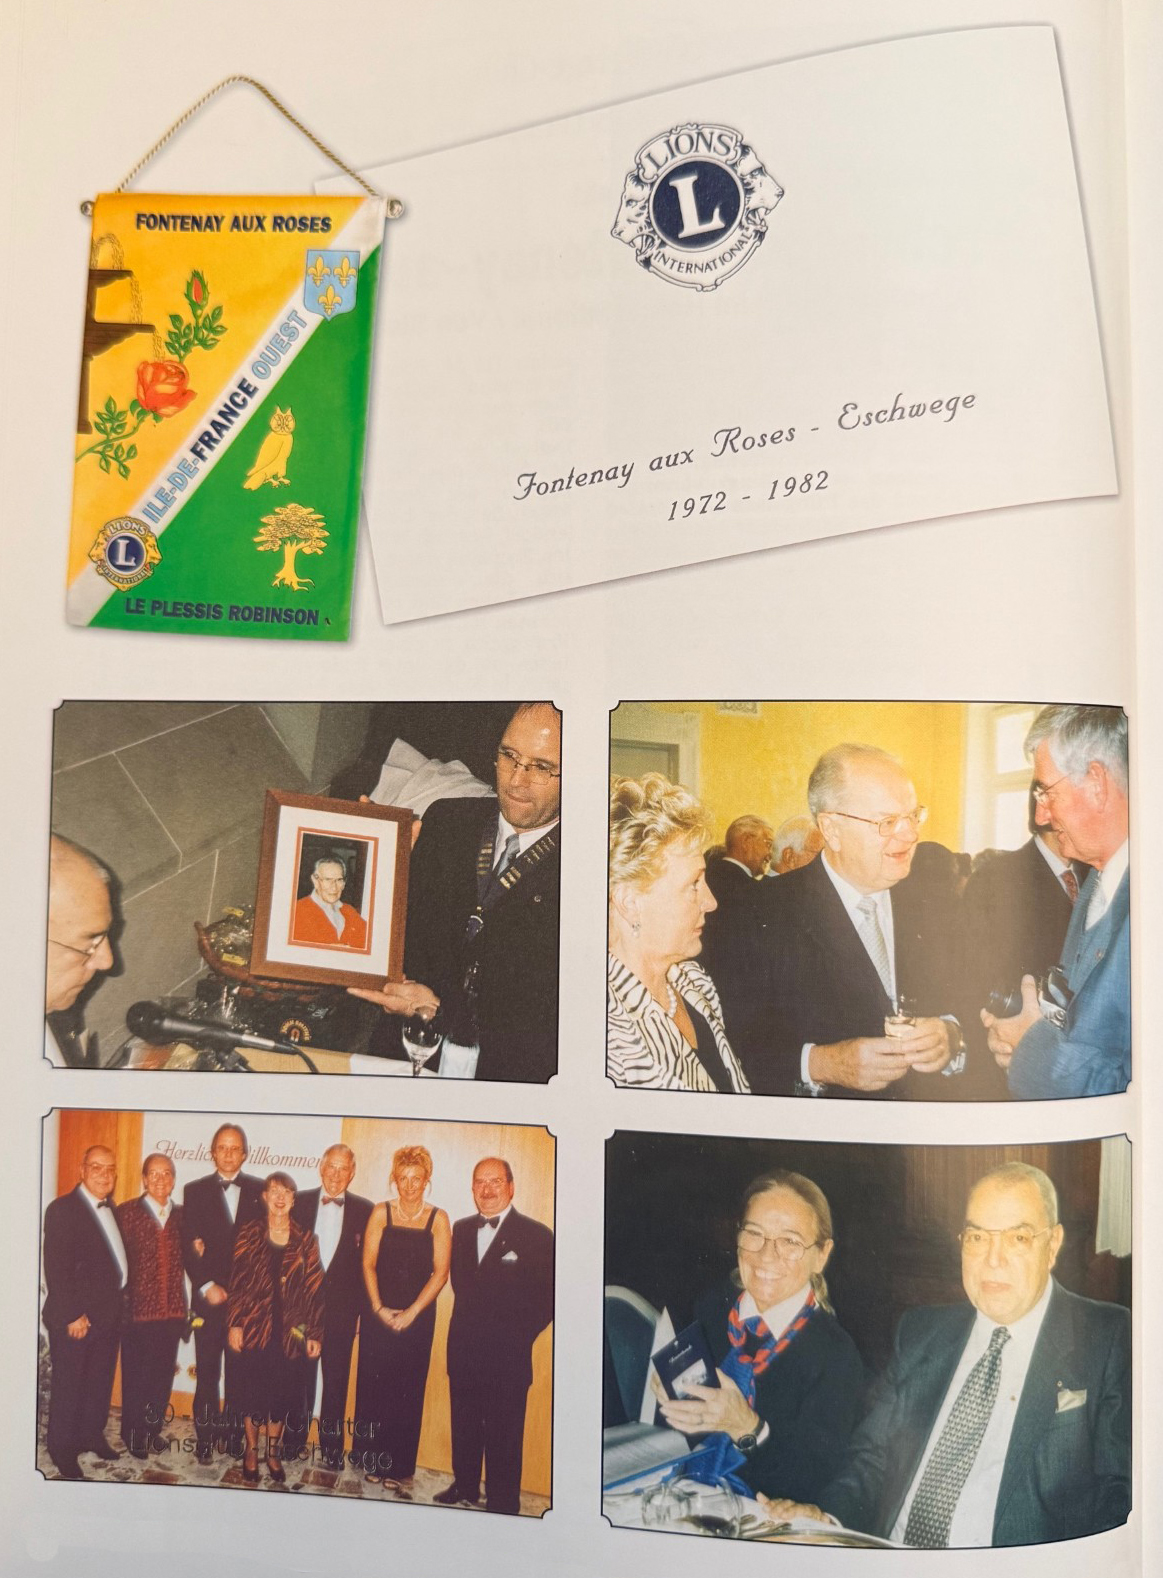 FONTENAY AUX ROSES
ILE-DE-FRANCE OUEST
LIONS
L
INTERNATIONAL
LE PLESSIS ROBINSON
LIONS
L
INTERNATIONAL
Fontenay aux Roses - Eschwege
1972 - 1982
Herzlich Willkommen
30 - Jahre - Charter
Lionsclub - Eschwege